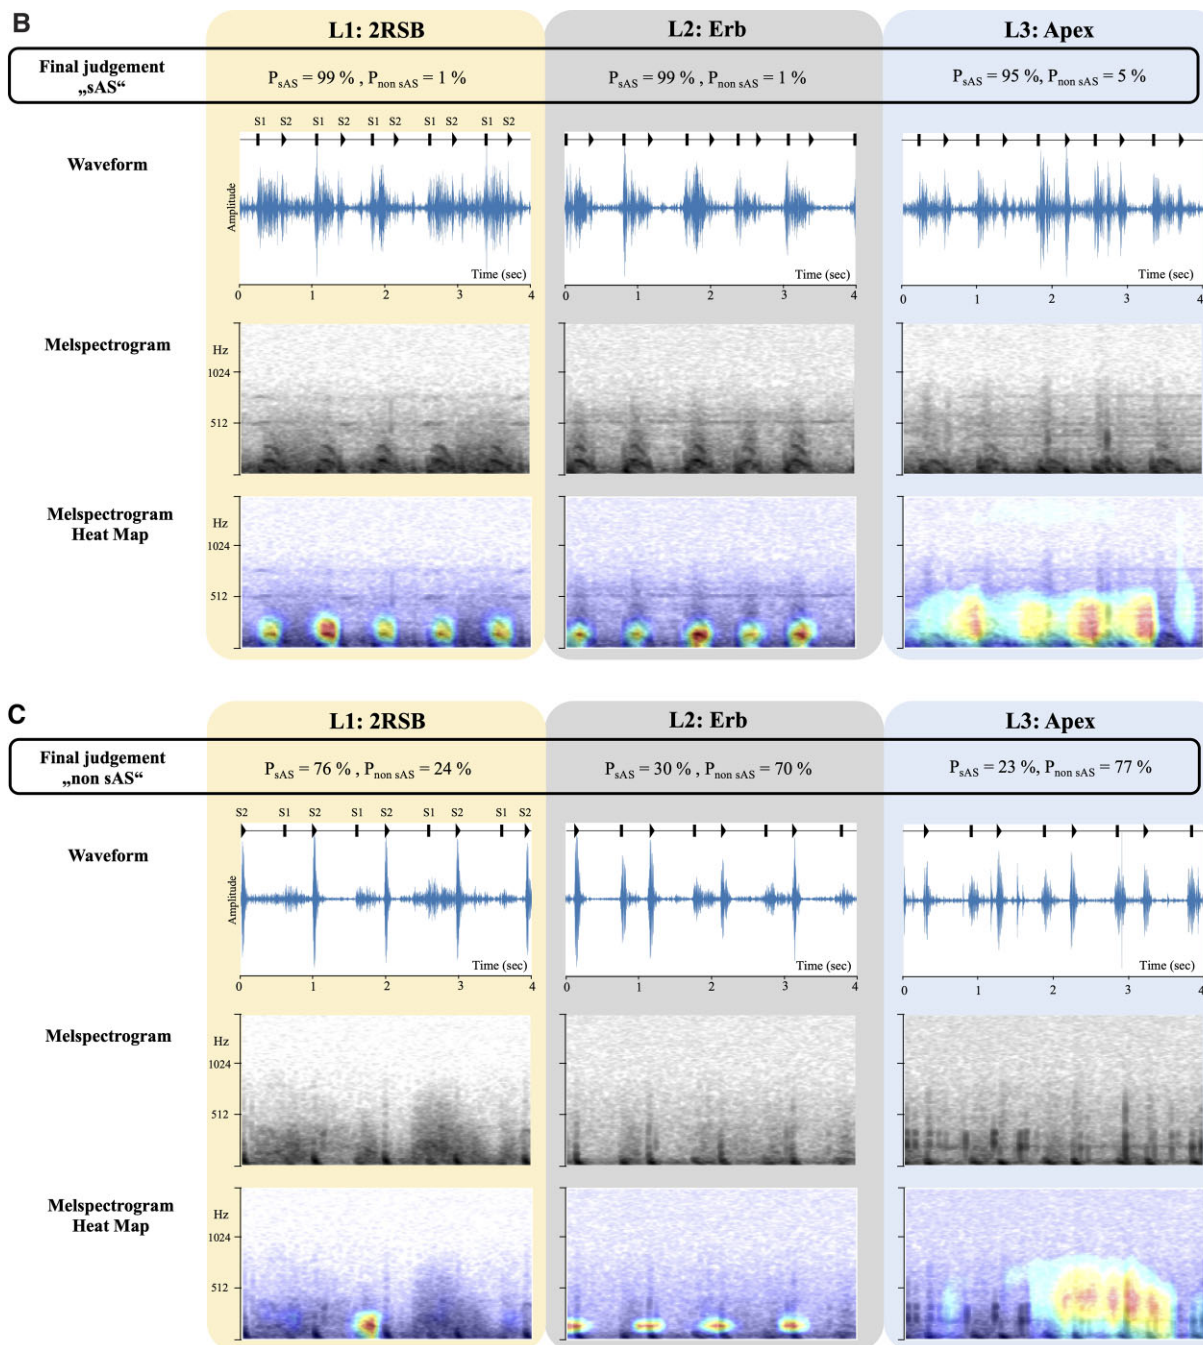 B
L1: 2RSB L2: Erb L3: Apex
Final judgement
„sAS“
PsAS = 99 % , Pnon sAS = 1 % PsAS = 99 % , Pnon sAS = 1 % PsAS = 95 %, Pnon sAS = 5 %
S1 S2 S1 S2 S1 S2 S1 S2 S1 S2
Waveform
Amplitude
Time (sec) Time (sec) Time (sec)
0 1 2 3 4 0 1 2 3 4 0 1 2 3 4
Melspectrogram
Hz
1024
512
Melspectrogram
Heat Map
Hz
1024
512
C
L1: 2RSB L2: Erb L3: Apex
Final judgement
„non sAS“
PsAS = 76 % , Pnon sAS = 24 % PsAS = 30 % , Pnon sAS = 70 % PsAS = 23 %, Pnon sAS = 77 %
S2 S1 S2 S1 S2 S1 S2 S1 S2
Waveform
Amplitude
Time (sec) Time (sec) Time (sec)
0 1 2 3 4 0 1 2 3 4 0 1 2 3 4
Melspectrogram
Hz
1024
512
Melspectrogram
Heat Map
Hz
1024
512